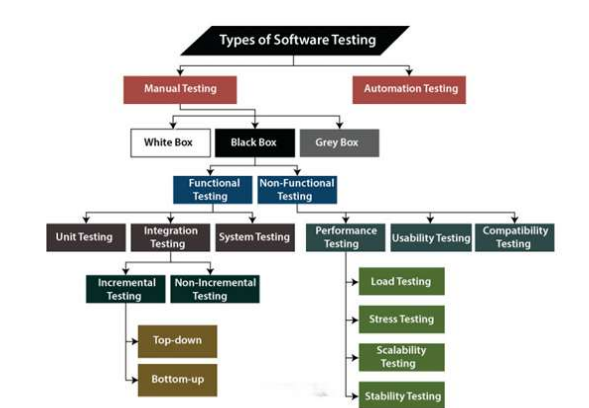 Types of Software Testing
Manual Testing
Automation Testing
White Box
Black Box
Grey Box
Functional
Testing
Non-Functional
Testing
Unit Testing
Integration
Testing
System Testing
Performance
Testing
Usability Testing
Compatibility
Testing
Incremental
Testing
Non-Incremental
Testing
Load Testing
Stress Testing
Top-down
Scalability
Testing
Bottom-up
Stability Testing